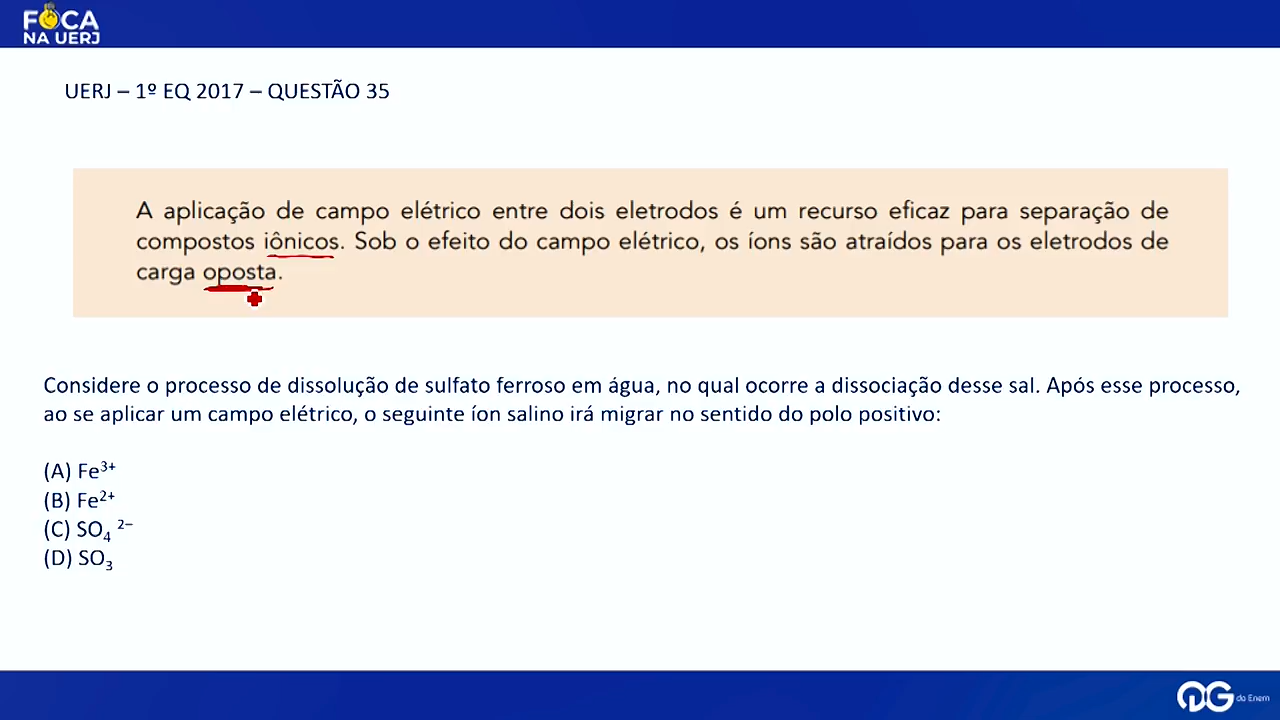 FOCA
NA UERJ
UERJ – 1º EQ 2017 – QUESTÃO 35
A aplicação de campo elétrico entre dois eletrodos é um recurso eficaz para separação de
compostos iônicos. Sob o efeito do campo elétrico, os íons são atraídos para os eletrodos de
carga oposta.
Considere o processo de dissolução de sulfato ferroso em água, no qual ocorre a dissociação desse sal. Após esse processo,
ao se aplicar um campo elétrico, o seguinte íon salino irá migrar no sentido do polo positivo:
(A) Fe³⁺
(B) Fe²⁺
(C) SO₄ ²⁻
(D) SO₃
QG do Enem